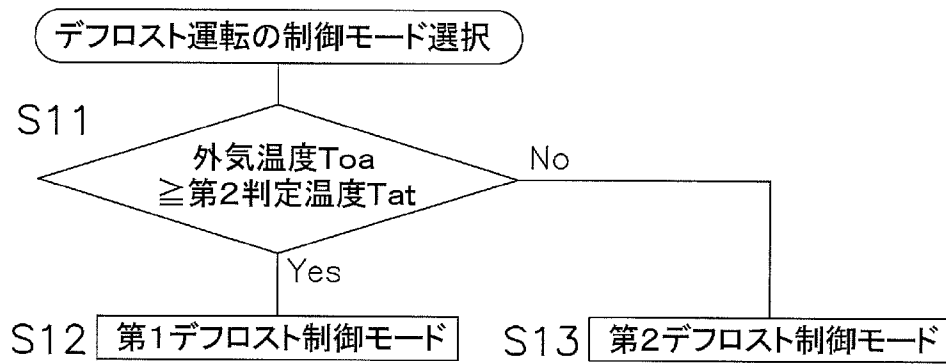 デフロスト運転の制御モード選択
S11
外気温度Toa
≧第2判定温度Tat
No
Yes
S12 第1デフロスト制御モード
S13 第2デフロスト制御モード